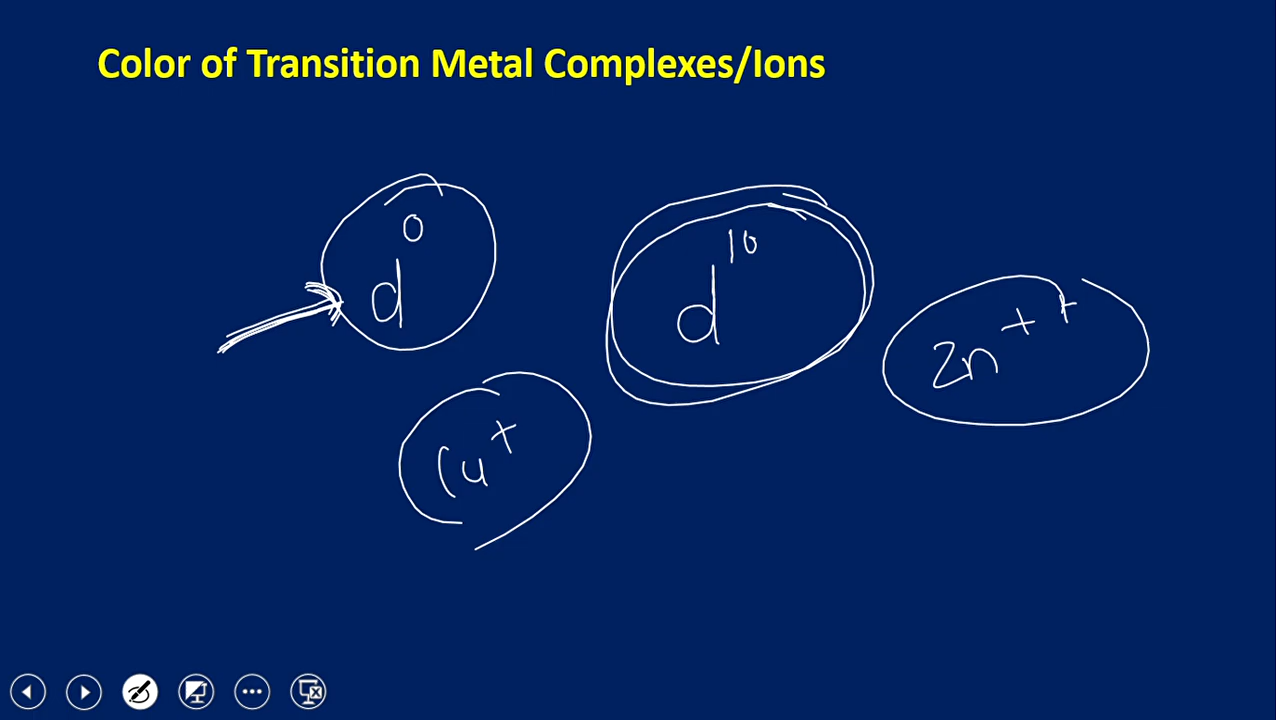 Color of Transition Metal Complexes/Ions
d⁰
d¹⁰
Zn⁺⁺
Cu⁺